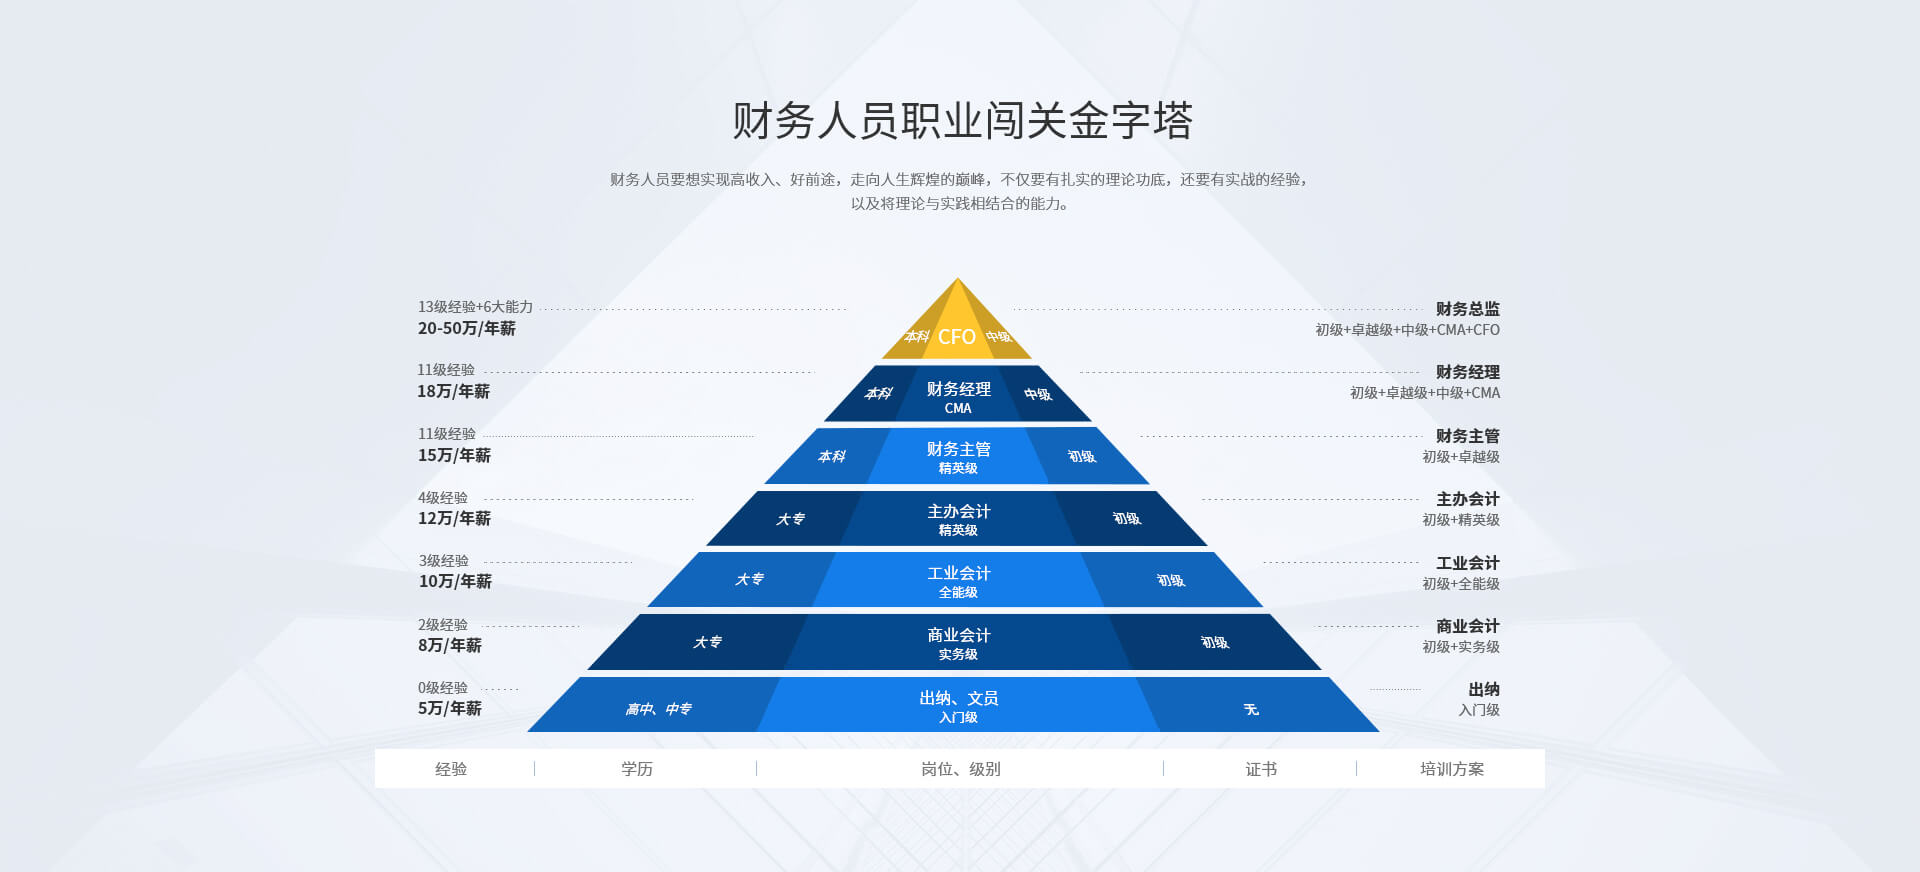 财务人员职业闯关金字塔
财务人员要想实现高收入、好前途，走向人生辉煌的巅峰，不仅要有扎实的理论功底，还要有实战的经验，
以及将理论与实践相结合的能力。
13级经验+6大能力
20-50万/年薪
本科
CFO
中级
财务总监
初级+卓越级+中级+CMA+CFO
11级经验
18万/年薪
本科
财务经理
CMA
中级
财务经理
初级+卓越级+中级+CMA
11级经验
15万/年薪
本科
财务主管
精英级
初级
财务主管
初级+卓越级
4级经验
12万/年薪
大专
主办会计
精英级
初级
主办会计
初级+精英级
3级经验
10万/年薪
大专
工业会计
全能级
初级
工业会计
初级+全能级
2级经验
8万/年薪
大专
商业会计
实务级
初级
商业会计
初级+实务级
0级经验
5万/年薪
高中、中专
出纳、文员
入门级
无
出纳
入门级
经验
学历
岗位、级别
证书
培训方案